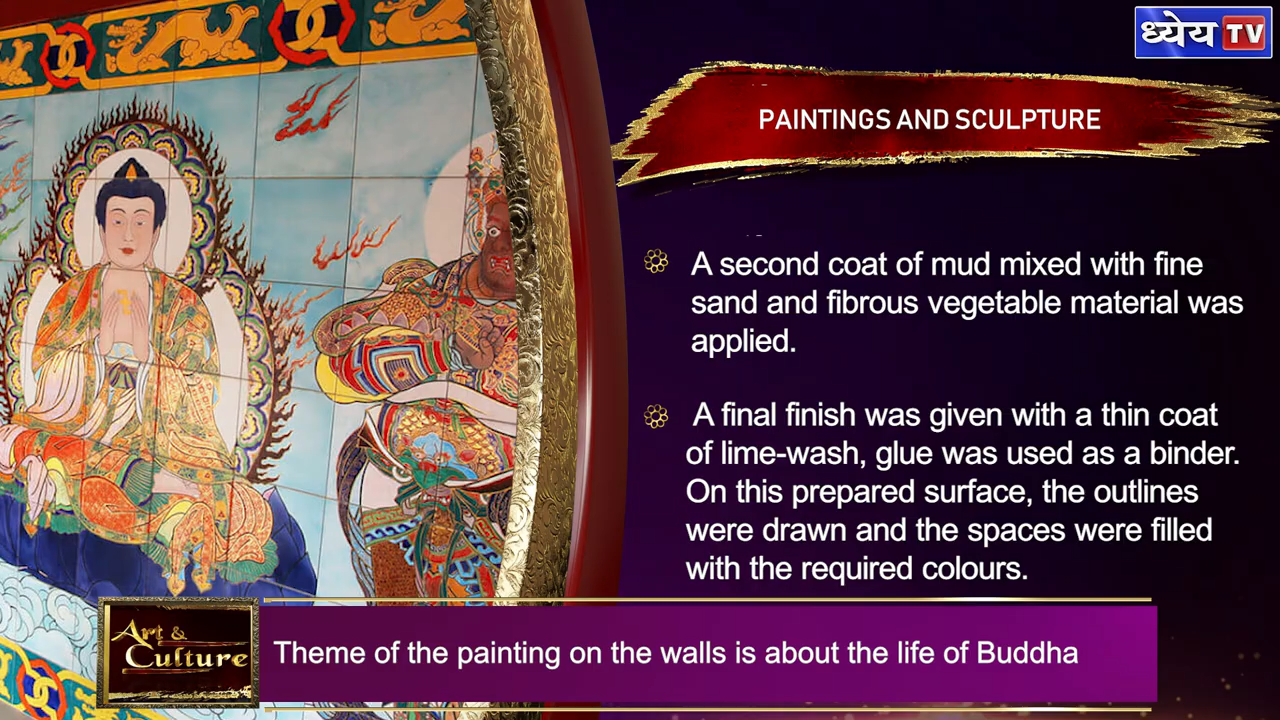 ध्येय TV
PAINTINGS AND SCULPTURE
A second coat of mud mixed with fine
sand and fibrous vegetable material was
applied.
A final finish was given with a thin coat
of lime-wash, glue was used as a binder.
On this prepared surface, the outlines
were drawn and the spaces were filled
with the required colours.
Art &
Culture
Theme of the painting on the walls is about the life of Buddha